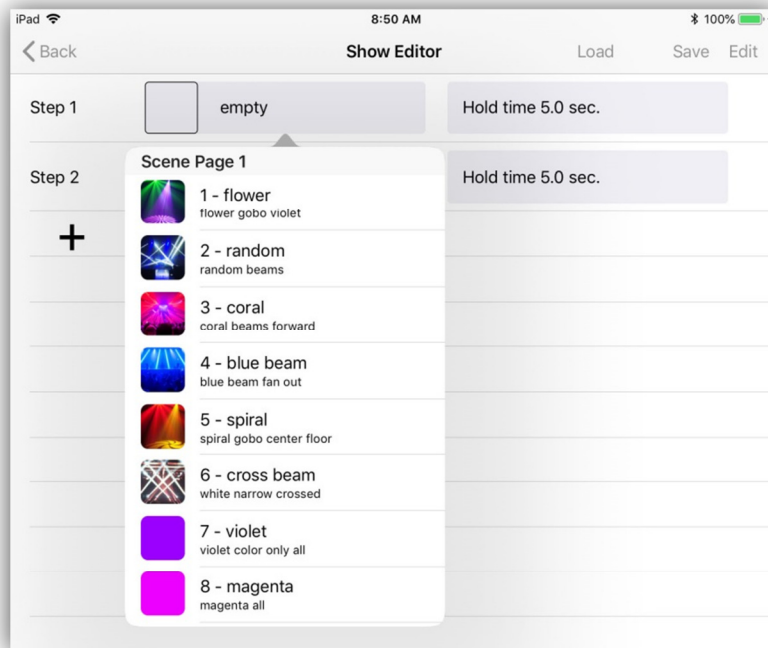 iPad 8:50 AM 100%
Back Show Editor Load Save Edit
Step 1 empty Hold time 5.0 sec.
Step 2 Hold time 5.0 sec.
+
Scene Page 1
1 - flower
flower gobo violet
2 - random
random beams
3 - coral
coral beams forward
4 - blue beam
blue beam fan out
5 - spiral
spiral gobo center floor
6 - cross beam
white narrow crossed
7 - violet
violet color only all
8 - magenta
magenta all